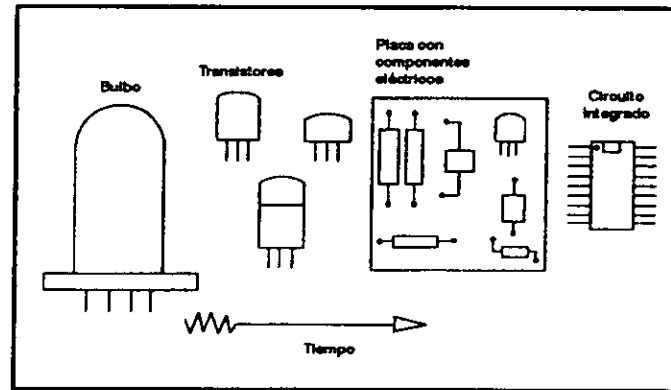 Bulbo
Transistores
Placa con
componentes
eléctricos
Circuito
integrado
Tiempo